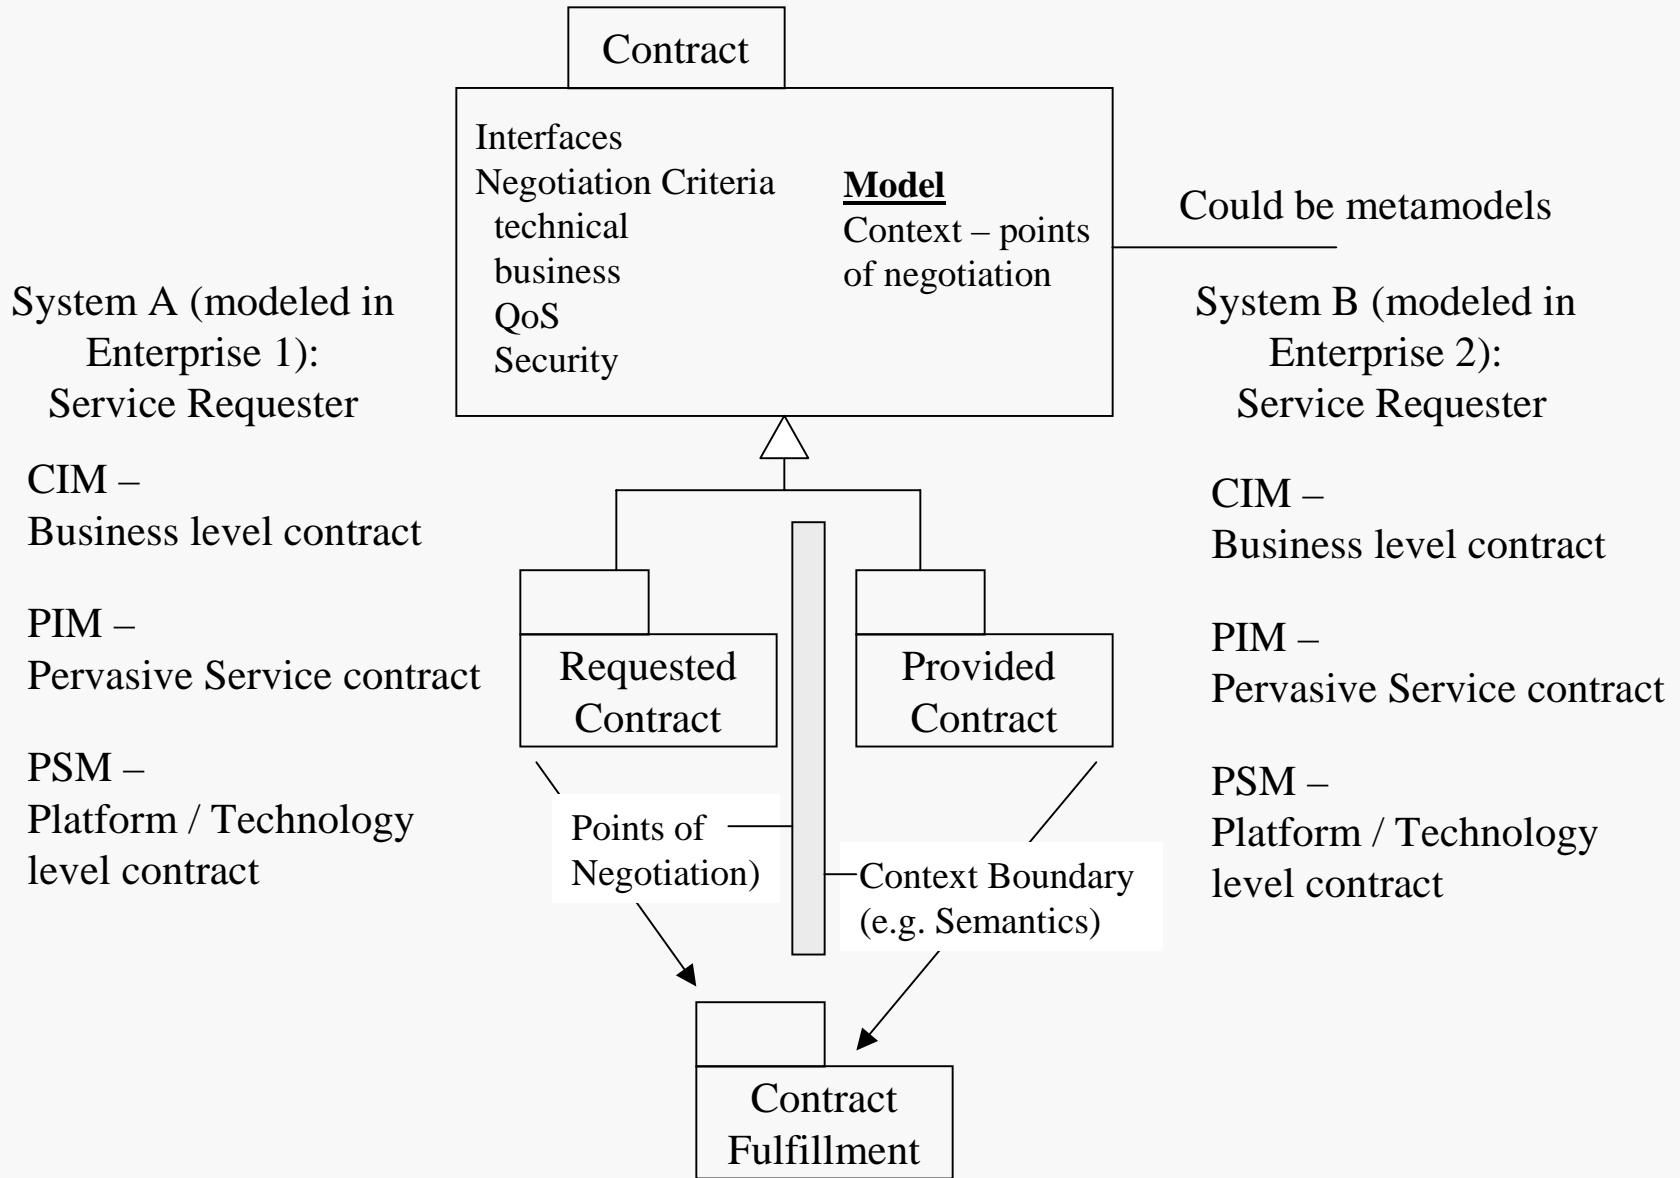 Contract
Interfaces
Negotiation Criteria
technical
business
QoS
Security
Model
Context – points
of negotiation
Could be metamodels
System A (modeled in
Enterprise 1):
Service Requester
System B (modeled in
Enterprise 2):
Service Requester
CIM –
Business level contract
PIM –
Pervasive Service contract
PSM –
Platform / Technology
level contract
CIM –
Business level contract
PIM –
Pervasive Service contract
PSM –
Platform / Technology
level contract
Requested
Contract
Provided
Contract
Points of
Negotiation)
Context Boundary
(e.g. Semantics)
Contract
Fulfillment